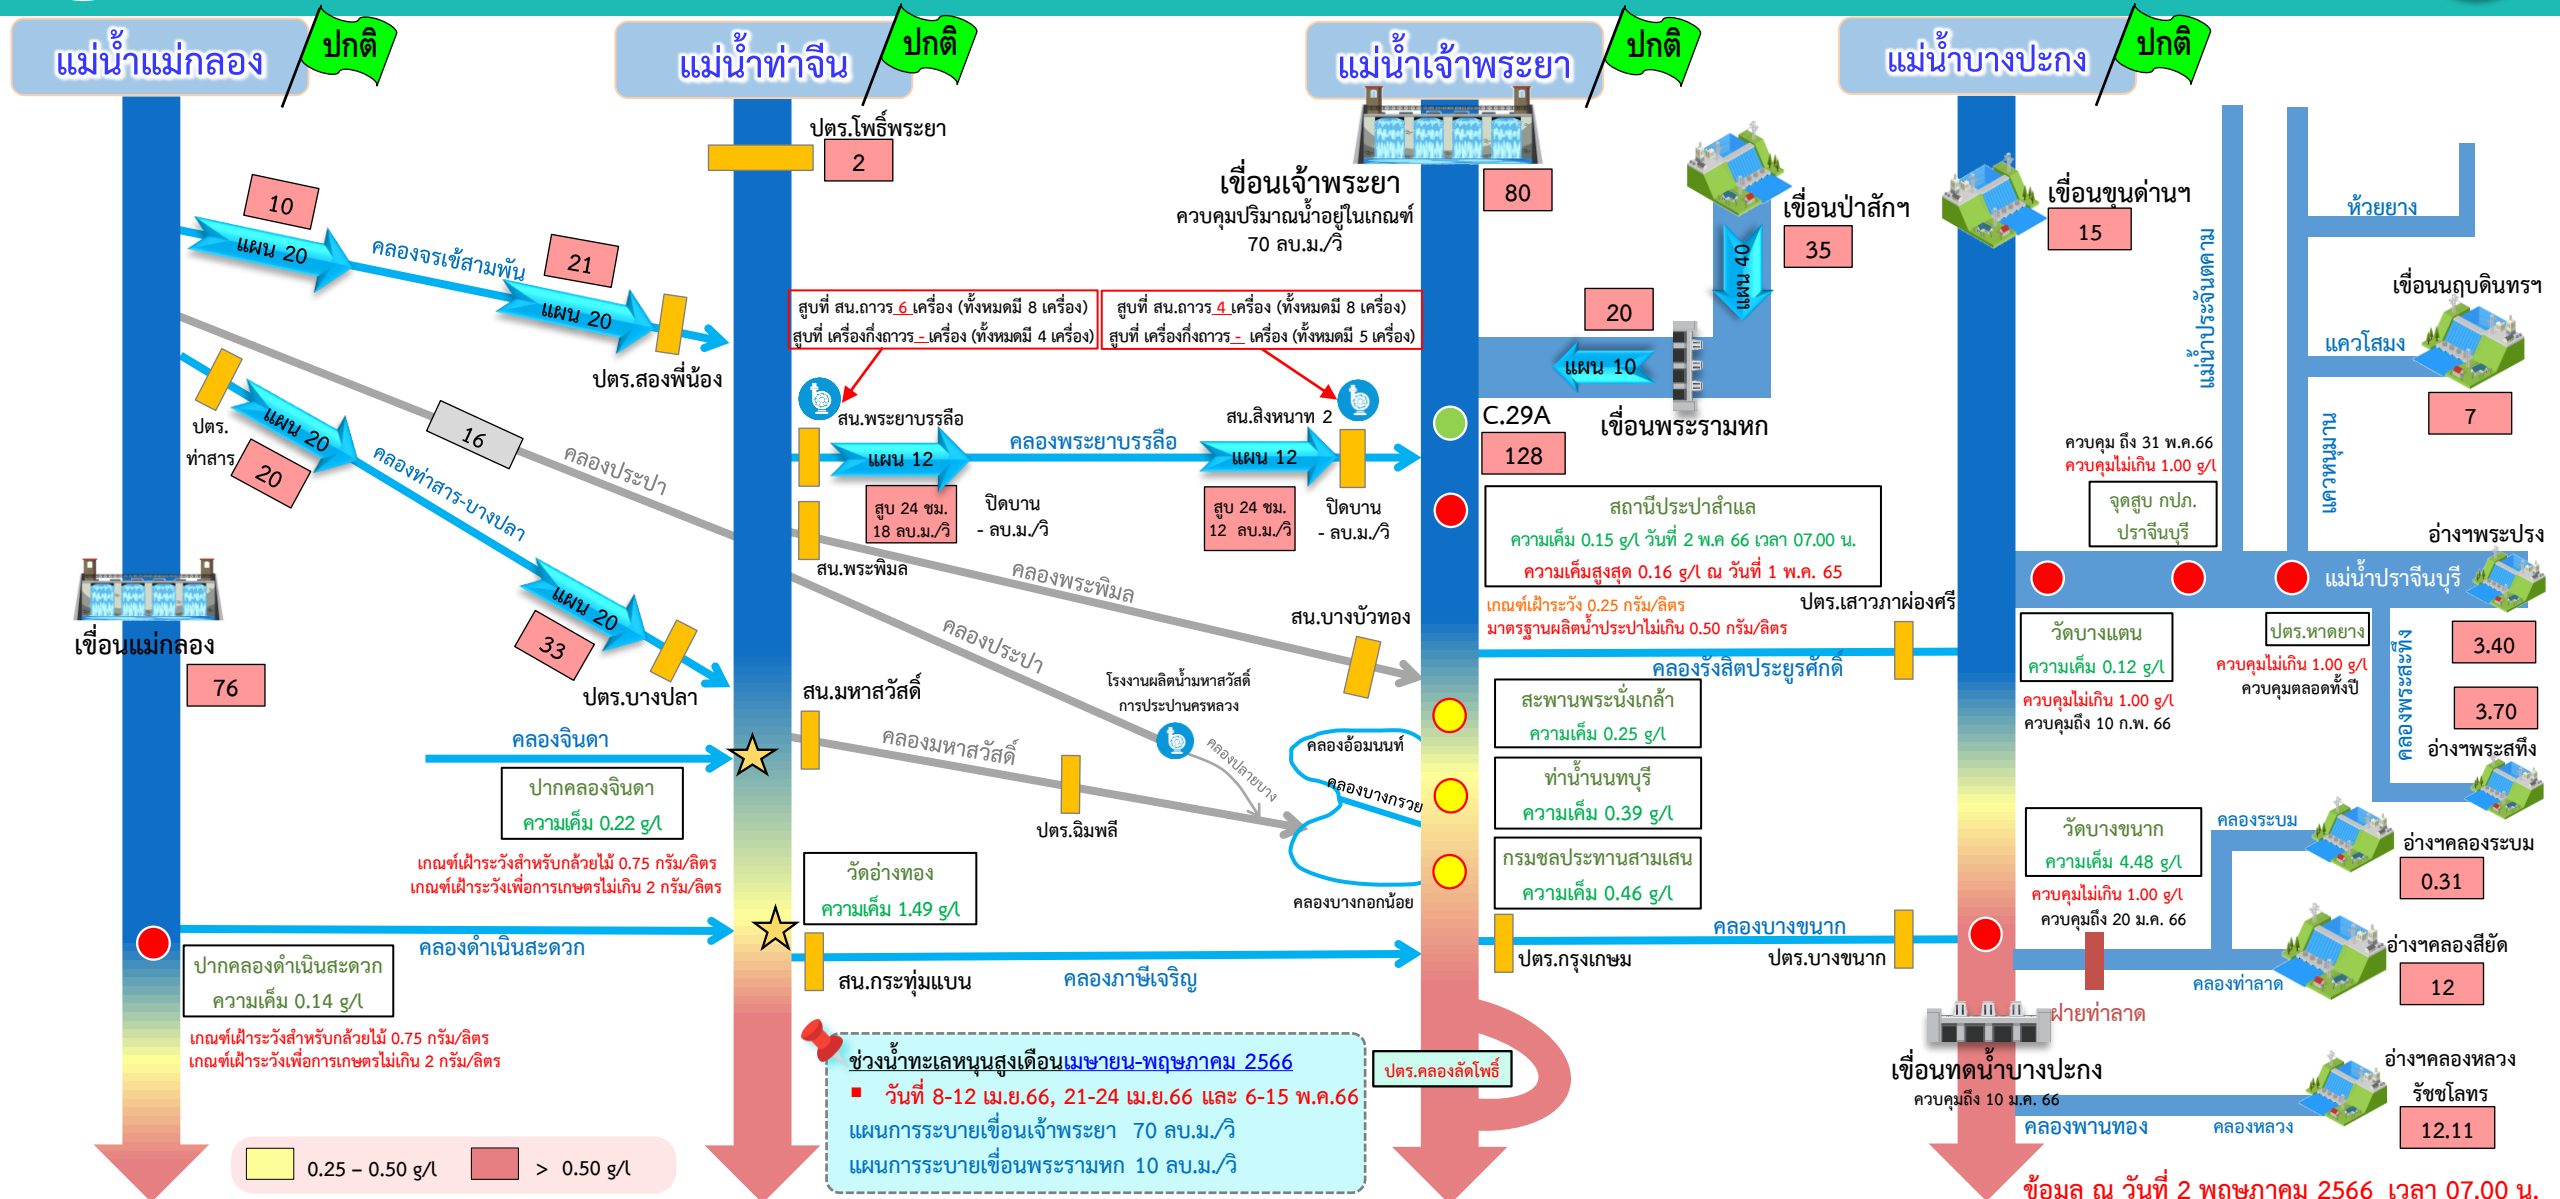 แม่น้ำแม่กลอง
ปกติ
แม่น้ำท่าจีน
ปกติ
แม่น้ำเจ้าพระยา
ปกติ
แม่น้ำบางปะกง
ปกติ
ปตร.โพธิ์พระยา
2
10
แผน 20
คลองจรเข้สามพัน
21
แผน 20
ปตร.สองพี่น้อง
เขื่อนเจ้าพระยา
ควบคุมปริมาณน้ำอยู่ในเกณฑ์
70 ลบ.ม./วิ
80
เขื่อนป่าสักฯ
35
แผน 40
20
แผน 10
เขื่อนพระรามหก
เขื่อนขุนด่านฯ
15
แม่น้ำประจันตคาม
ห้วยยาง
เขื่อนนฤบดินทรฯ
แควโสมง
7
แควหนุมาน
สูบที่ สน.ถาวร 6 เครื่อง (ทั้งหมดมี 8 เครื่อง)
สูบที่ เครื่องกึ่งถาวร - เครื่อง (ทั้งหมดมี 4 เครื่อง)
สูบที่ สน.ถาวร 4 เครื่อง (ทั้งหมดมี 8 เครื่อง)
สูบที่ เครื่องกึ่งถาวร - เครื่อง (ทั้งหมดมี 5 เครื่อง)
ปตร.
ท่าสาร
แผน 20
20
16
คลองท่าสาร-บางปลา
คลองประปา
สน.พระยาบรรลือ
แผน 12
คลองพระยาบรรลือ
สน.สิงหนาท 2
แผน 12
สูบ 24 ชม.
18 ลบ.ม./วิ
ปิดบาน
- ลบ.ม./วิ
สูบ 24 ชม.
12 ลบ.ม./วิ
ปิดบาน
- ลบ.ม./วิ
C.29A
128
ควบคุม ถึง 31 พ.ค.66
ควบคุมไม่เกิน 1.00 g/l
จุดสูบ กปภ.
ปราจีนบุรี
สถานีประปาสำแล
ความเค็ม 0.15 g/l วันที่ 2 พ.ค 66 เวลา 07.00 น.
ความเค็มสูงสุด 0.16 g/l ณ วันที่ 1 พ.ค. 65
เกณฑ์เฝ้าระวัง 0.25 กรัม/ลิตร
มาตรฐานผลิตน้ำประปาไม่เกิน 0.50 กรัม/ลิตร
ปตร.เสาวภาผ่องศรี
คลองรังสิตประยูรศักดิ์
อ่างฯพระปรง
แม่น้ำปราจีนบุรี
3.40
3.70
อ่างฯพระสทึง
คลองพระสะทึง
วัดบางแตน
ความเค็ม 0.12 g/l
ควบคุมไม่เกิน 1.00 g/l
ควบคุมถึง 10 ก.พ. 66
ปตร.หาดยาง
ควบคุมไม่เกิน 1.00 g/l
ควบคุมตลอดทั้งปี
สน.พระพิมล
คลองพระพิมล
สน.บางบัวทอง
คลองประปา
เขื่อนแม่กลอง
76
แผน 20
33
ปตร.บางปลา
โรงงานผลิตน้ำมหาสวัสดิ์
การประปานครหลวง
คลองปลายบาง
สน.มหาสวัสดิ์
คลองมหาสวัสดิ์
ปตร.ฉิมพลี
คลองอ้อมนนท์
คลองบางกรวย
คลองบางกอกน้อย
สะพานพระนั่งเกล้า
ความเค็ม 0.25 g/l
ท่าน้ำนนทบุรี
ความเค็ม 0.39 g/l
กรมชลประทานสามเสน
ความเค็ม 0.46 g/l
คลองจินดา
ปากคลองจินดา
ความเค็ม 0.22 g/l
เกณฑ์เฝ้าระวังสำหรับกล้วยไม้ 0.75 กรัม/ลิตร
เกณฑ์เฝ้าระวังเพื่อการเกษตรไม่เกิน 2 กรัม/ลิตร
วัดอ่างทอง
ความเค็ม 1.49 g/l
วัดบางขนาก
ความเค็ม 4.48 g/l
ควบคุมไม่เกิน 1.00 g/l
ควบคุมถึง 20 ม.ค. 66
คลองระบม
อ่างฯคลองระบม
0.31
อ่างฯคลองสียัด
12
คลองท่าลาด
ฝายท่าลาด
คลองดำเนินสะดวก
ปากคลองดำเนินสะดวก
ความเค็ม 0.14 g/l
เกณฑ์เฝ้าระวังสำหรับกล้วยไม้ 0.75 กรัม/ลิตร
เกณฑ์เฝ้าระวังเพื่อการเกษตรไม่เกิน 2 กรัม/ลิตร
สน.กระทุ่มแบน
คลองภาษีเจริญ
คลองบางขนาก
ปตร.กรุงเกษม
ปตร.บางขนาก
ช่วงน้ำทะเลหนุนสูงเดือนเมษายน-พฤษภาคม 2566
วันที่ 8-12 เม.ย.66, 21-24 เม.ย.66 และ 6-15 พ.ค.66
แผนการระบายเขื่อนเจ้าพระยา 70 ลบ.ม./วิ
แผนการระบายเขื่อนพระรามหก 10 ลบ.ม./วิ
ปตร.คลองลัดโพธิ์
เขื่อนทดน้ำบางปะกง
ควบคุมถึง 10 ม.ค. 66
คลองพานทอง
คลองหลวง
อ่างฯคลองหลวง
รัชชโลทร
12.11
0.25 – 0.50 g/l
> 0.50 g/l
ข้อมูล ณ วันที่ 2 พฤษภาคม 2566 เวลา 07.00 น.